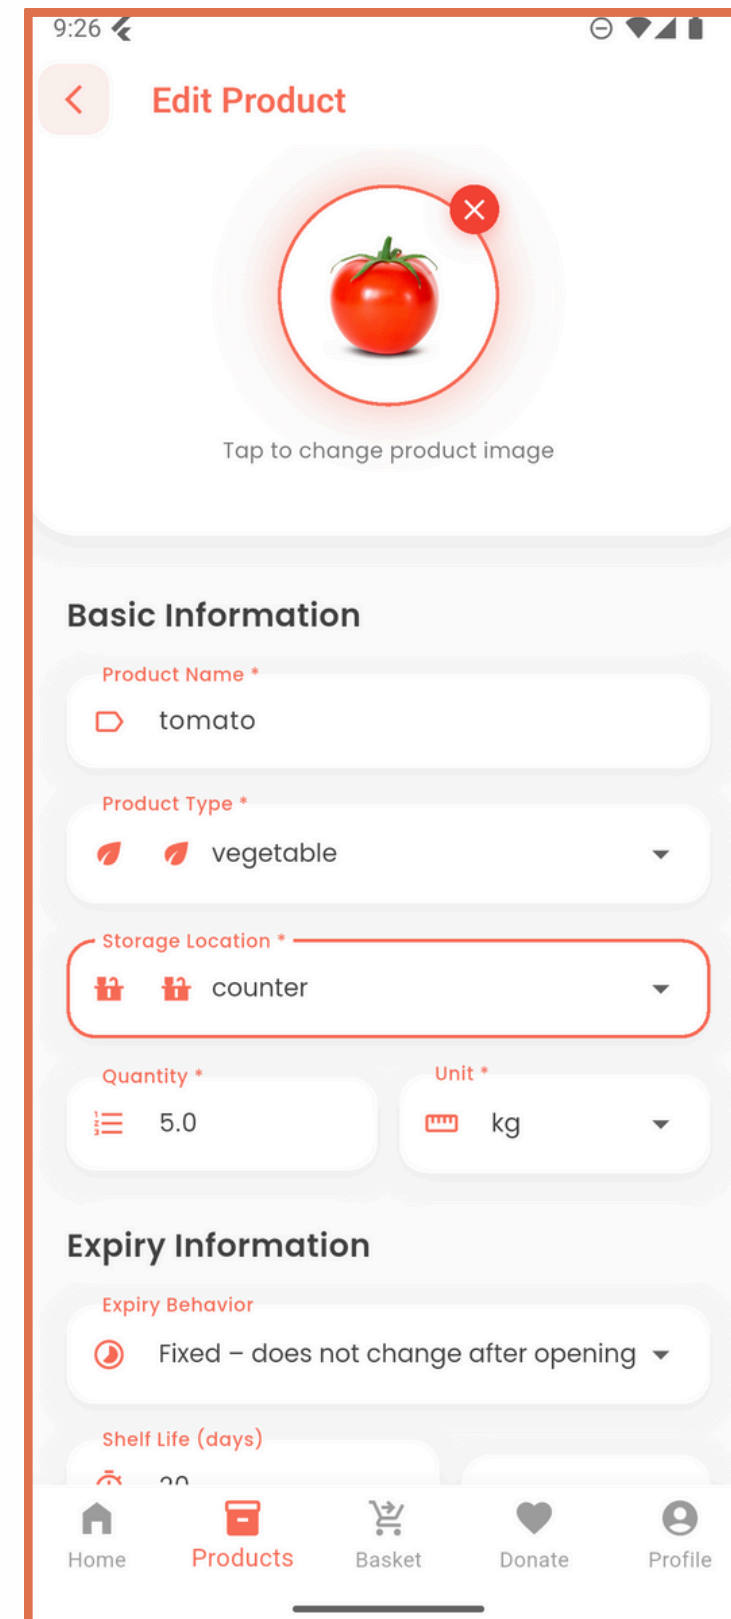 9:26
Edit Product
Tap to change product image
Basic Information
Product Name *
tomato
Product Type *
vegetable
Storage Location *
counter
Quantity *
Unit *
5.0
kg
Expiry Information
Expiry Behavior
Fixed – does not change after opening
Shelf Life (days)
Home
Products
Basket
Donate
Profile